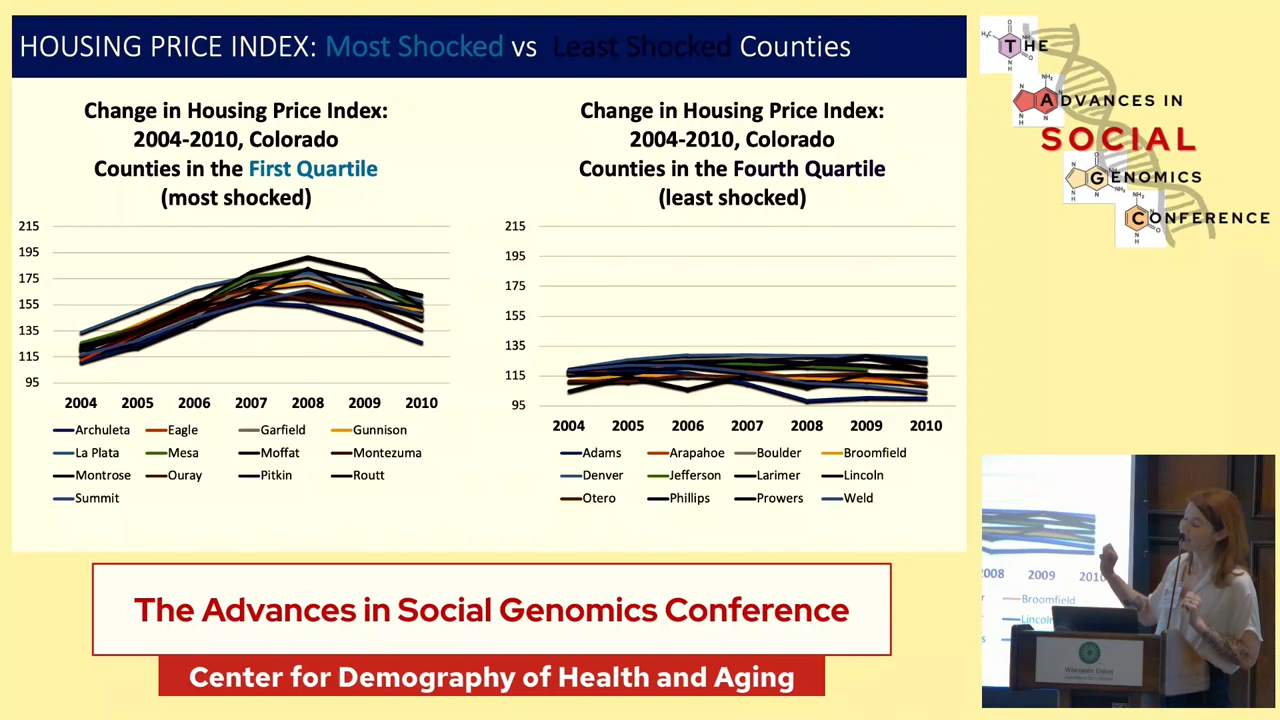 HOUSING PRICE INDEX: Most Shocked vs Least Shocked Counties
Change in Housing Price Index:
2004-2010, Colorado
Counties in the First Quartile
(most shocked)
215
195
175
155
135
115
95
2004 2005 2006 2007 2008 2009 2010
Archuleta Eagle Garfield Gunnison
La Plata Mesa Moffat Montezuma
Montrose Ouray Pitkin Routt
Summit
Change in Housing Price Index:
2004-2010, Colorado
Counties in the Fourth Quartile
(least shocked)
215
195
175
155
135
115
95
2004 2005 2006 2007 2008 2009 2010
Adams Arapahoe Boulder Broomfield
Denver Jefferson Larimer Lincoln
Otero Phillips Prowers Weld
THE
ADVANCES IN
SOCIAL
GENOMICS
CONFERENCE
2008 2009 2010
Broomfield
Lincoln
Wisconsin Union
The Advances in Social Genomics Conference
Center for Demography of Health and Aging